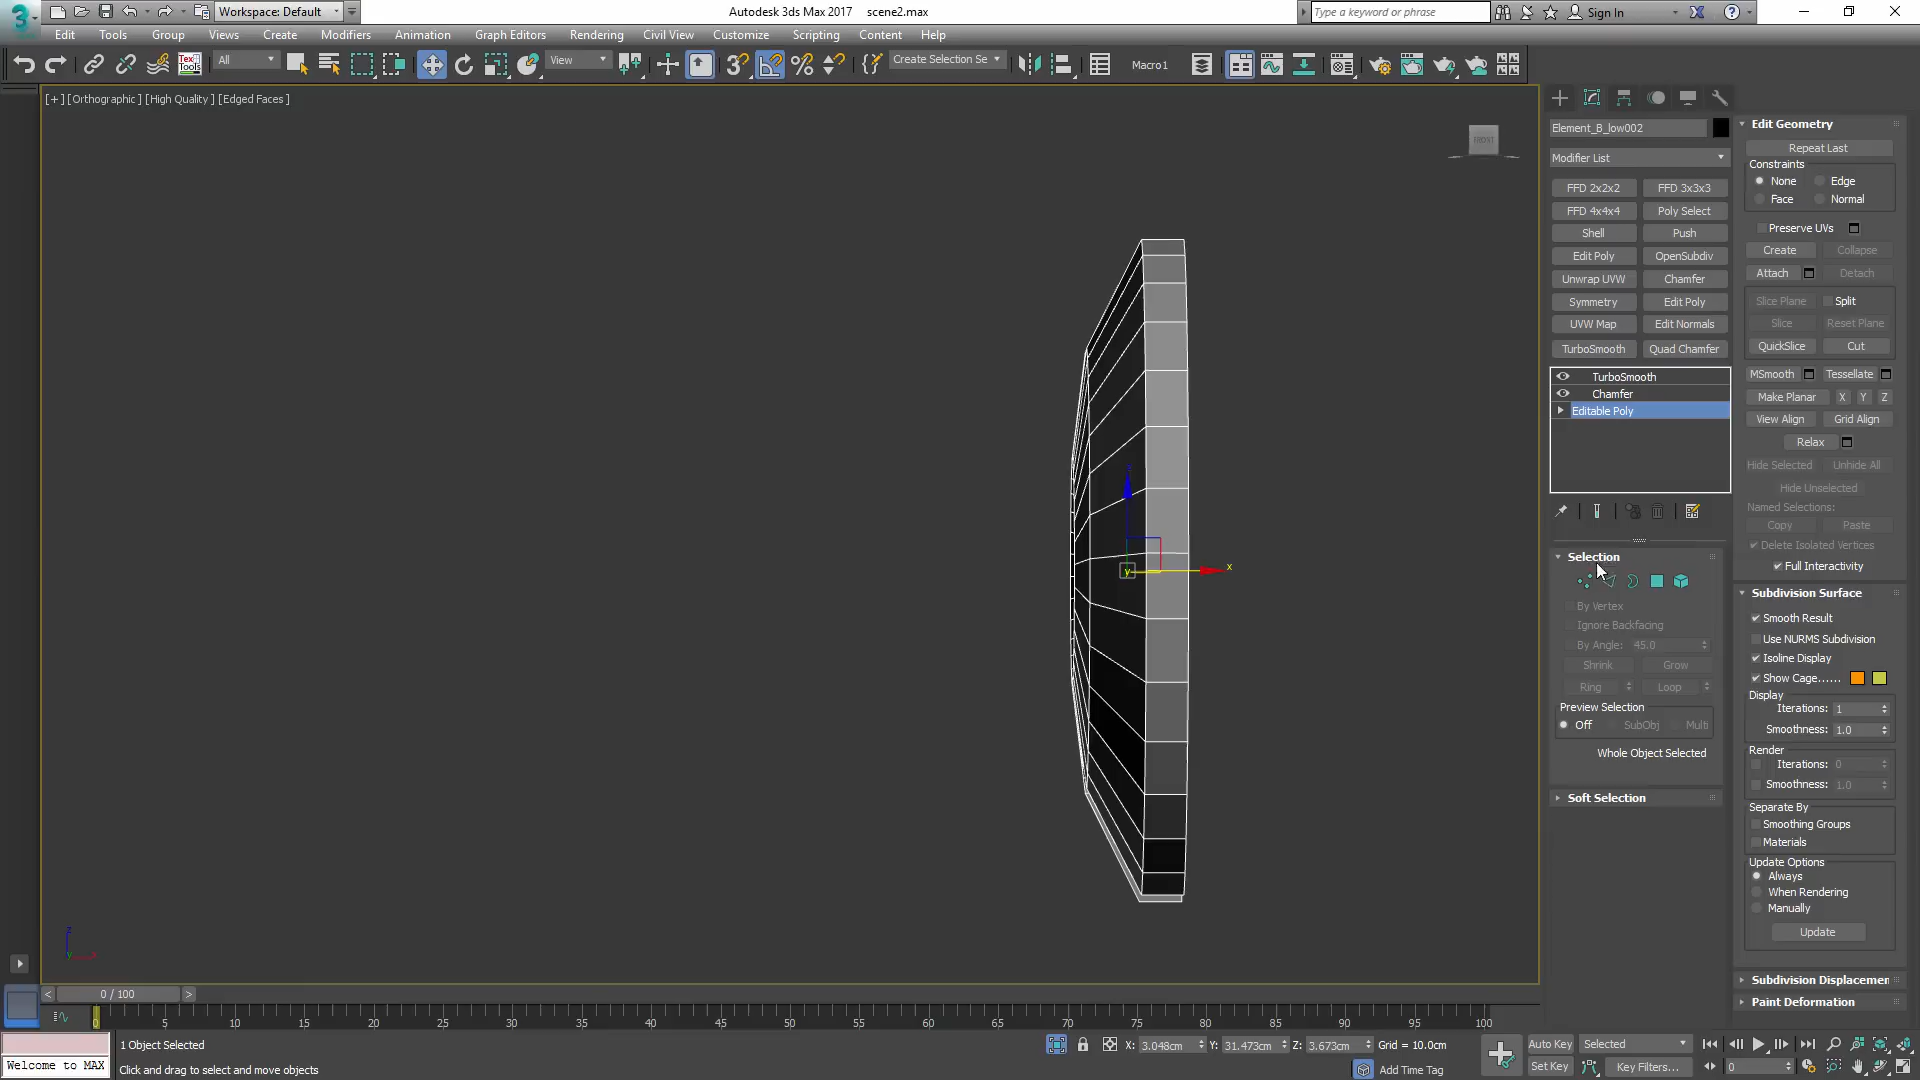 3 Workspace: Default Autodesk 3ds Max 2017 scene2.max Type a keyword or phrase Sign In
Edit Tools Group Views Create Modifiers Animation Graph Editors Rendering Civil View Customize Scripting Content Help
Text Tools All View Create Selection Se Macro1
[+] [Orthographic] [High Quality] [Edged Faces]
FRONT
z
x
y
z
y x
Element_B_low002
Modifier List
FFD 2x2x2 FFD 3x3x3
FFD 4x4x4 Poly Select
Shell Push
Edit Poly OpenSubdiv
Unwrap UVW Chamfer
Symmetry Edit Poly
UVW Map Edit Normals
TurboSmooth Quad Chamfer
TurboSmooth
Chamfer
Editable Poly
Selection
By Vertex
Ignore Backfacing
By Angle: 45.0
Shrink Grow
Ring Loop
Preview Selection
Off SubObj Multi
Whole Object Selected
Soft Selection
Edit Geometry
Repeat Last
Constraints
None Edge
Face Normal
Preserve UVs
Create Collapse
Attach Detach
Slice Plane Split
Slice Reset Plane
QuickSlice Cut
MSmooth Tessellate
Make Planar X Y Z
View Align Grid Align
Relax
Hide Selected Unhide All
Hide Unselected
Named Selections:
Copy Paste
Delete Isolated Vertices
Full Interactivity
Subdivision Surface
Smooth Result
Use NURMS Subdivision
Isoline Display
Show Cage......
Display
Iterations: 1
Smoothness: 1.0
Render
Iterations: 0
Smoothness: 1.0
Separate By
Smoothing Groups
Materials
Update Options
Always
When Rendering
Manually
Update
Subdivision Displacemen
Paint Deformation
< 0 / 100 >
0 5 10 15 20 25 30 35 40 45 50 55 60 65 70 75 80 85 90 95 100
1 Object Selected X: 3.048cm Y: 31.473cm Z: 3.673cm Grid = 10.0cm Auto Key Selected
Welcome to MAX Click and drag to select and move objects Add Time Tag Set Key Key Filters... 0